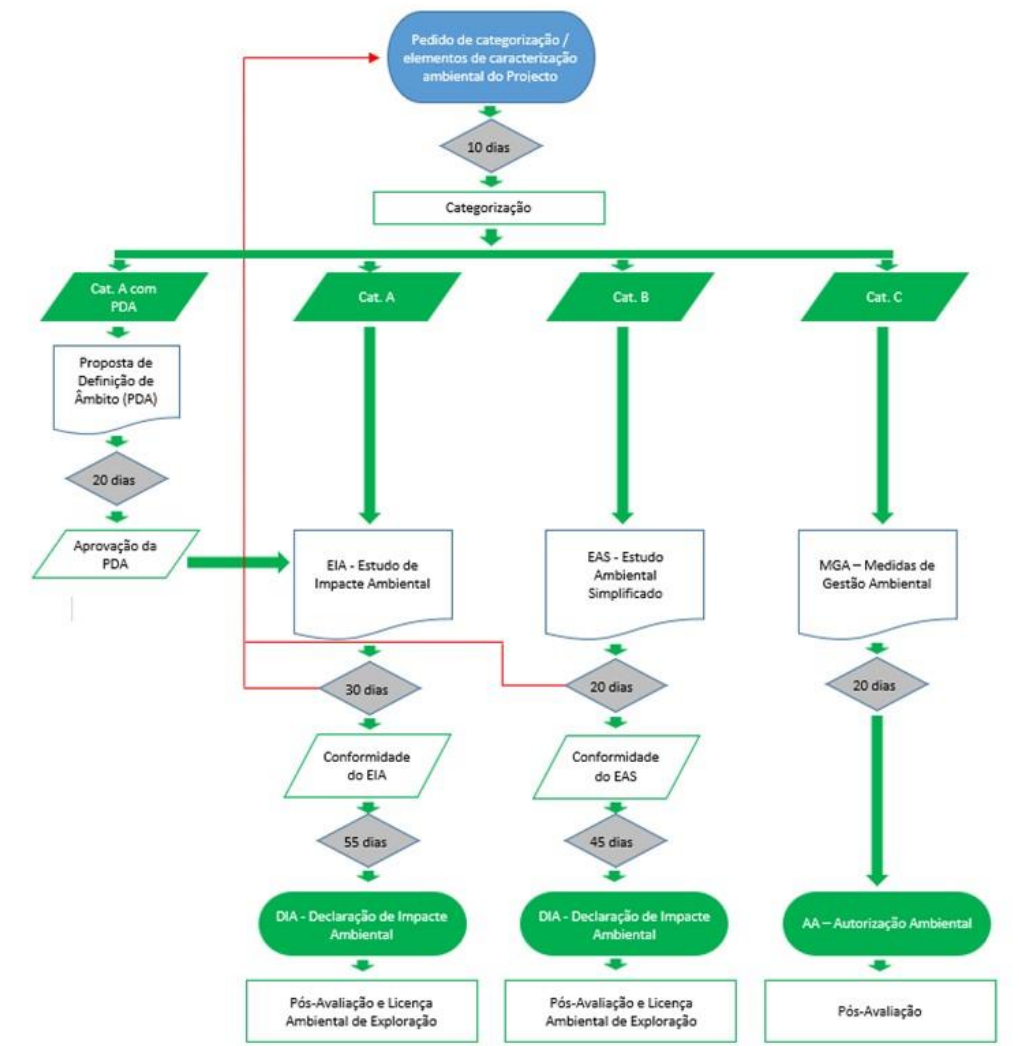 Pedido de categorização /
elementos de caracterização
ambiental do Projecto
10 dias
Categorização
Cat. A com
PDA
Cat. A
Cat. B
Cat. C
Proposta de
Definição de
Âmbito (PDA)
20 dias
Aprovação da
PDA
EIA - Estudo de
Impacte Ambiental
EAS - Estudo
Ambiental
Simplificado
MGA – Medidas de
Gestão Ambiental
30 dias
20 dias
20 dias
Conformidade
do EIA
Conformidade
do EAS
55 dias
45 dias
DIA - Declaração de Impacte
Ambiental
DIA - Declaração de Impacte
Ambiental
AA – Autorização Ambiental
Pós-Avaliação e Licença
Ambiental de Exploração
Pós-Avaliação e Licença
Ambiental de Exploração
Pós-Avaliação